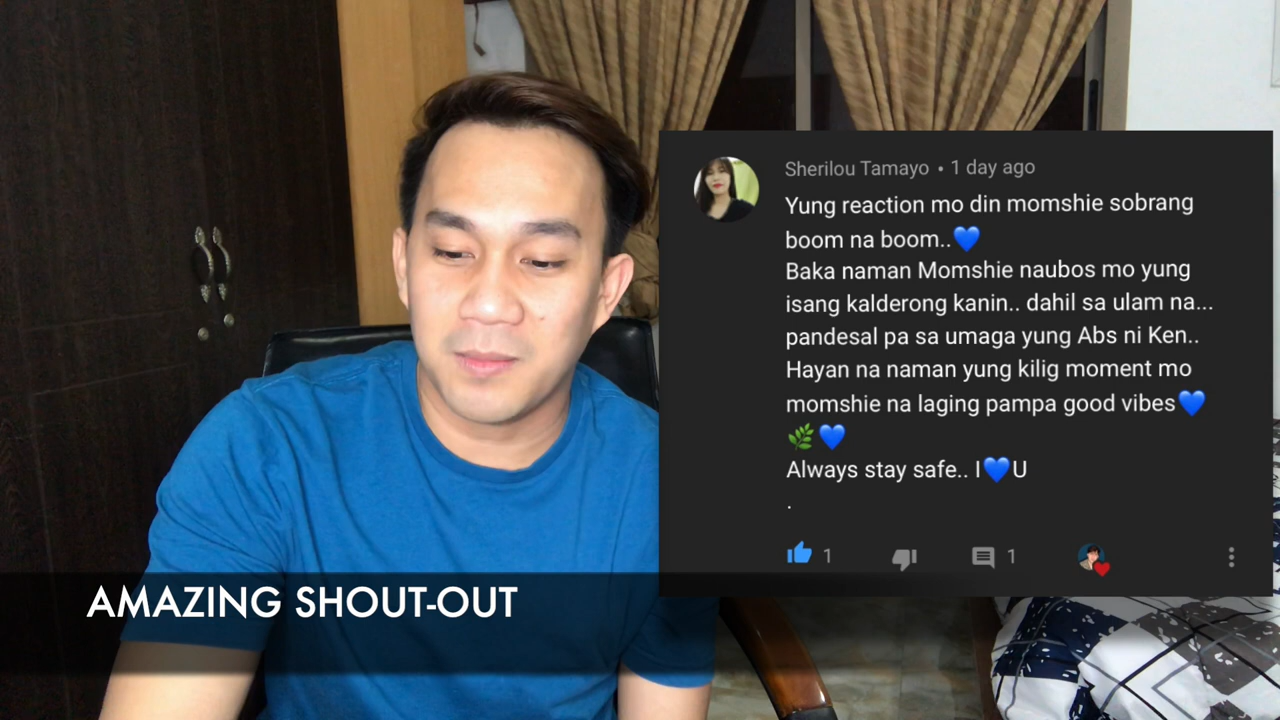 Sherilou Tamayo • 1 day ago
Yung reaction mo din momshie sobrang
boom na boom..💙
Baka naman Momshie naubos mo yung
isang kalderong kanin.. dahil sa ulam na...
pandesal pa sa umaga yung Abs ni Ken..
Hayan na naman yung kilig moment mo
momshie na laging pampa good vibes💙
🌿💙
Always stay safe.. I💙U
.
1
1
AMAZING SHOUT-OUT